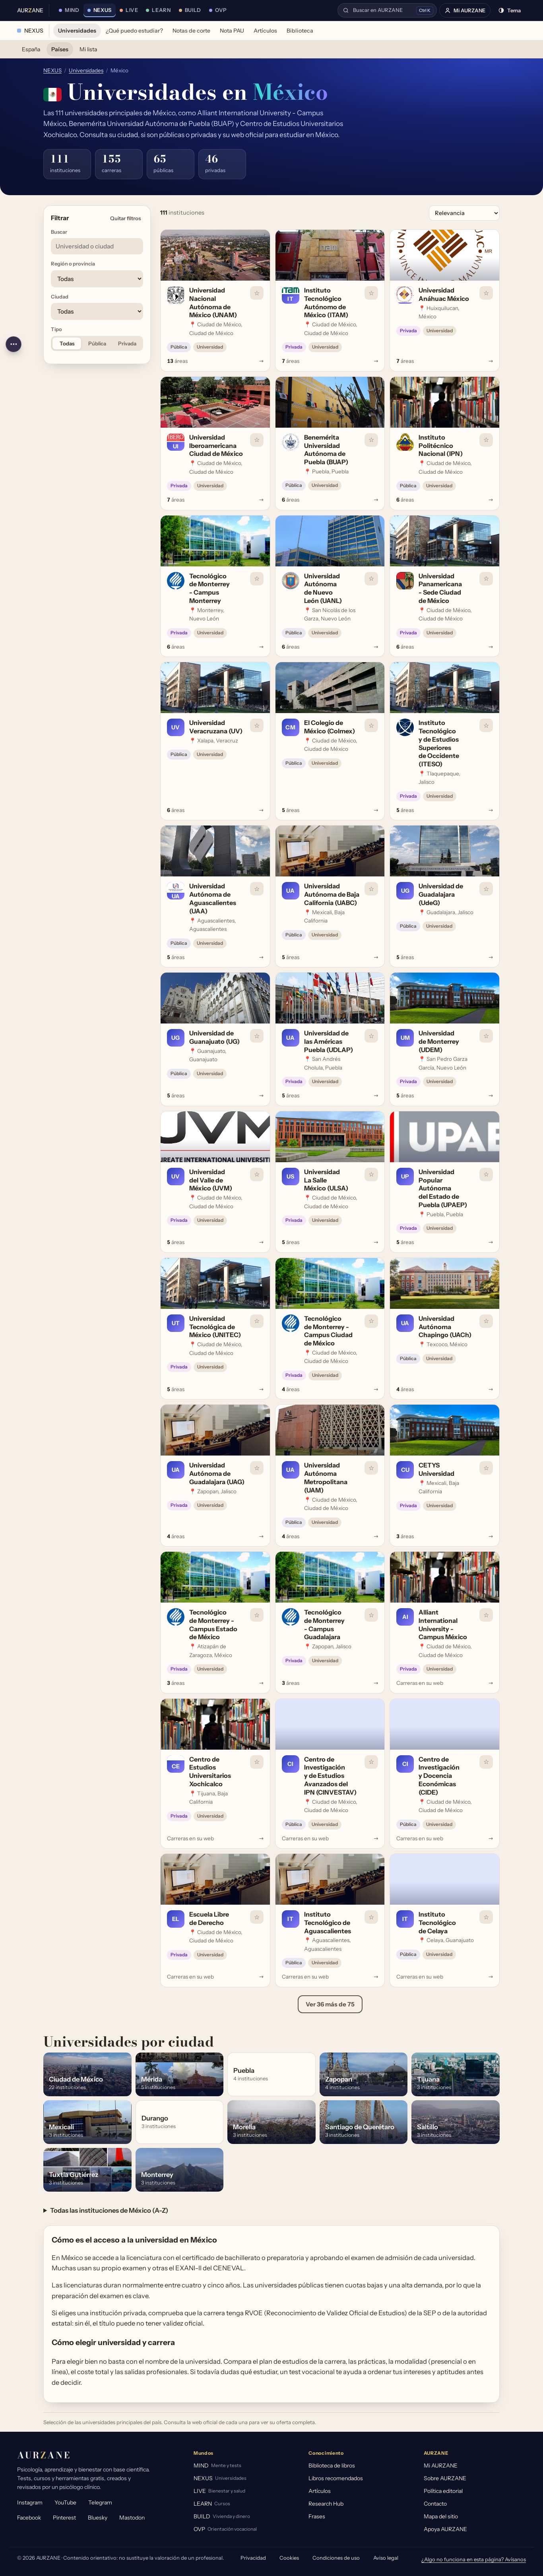 AURZANE
MIND
NEXUS
LIVE
LEARN
BUILD
OVP
Buscar en AURZANE
Ctrl K
Mi AURZANE
Tema
NEXUS
Universidades
¿Qué puedo estudiar?
Notas de corte
Nota PAU
Artículos
Biblioteca
España
Países
Mi lista
NEXUS / Universidades / México
Universidades en México
Las 111 universidades principales de México, como Alliant International University - Campus
México, Benemérita Autónoma de Puebla (BUAP) y Centro de Estudios Universitarios
Xochicalco. Consulta su ciudad, si son públicas o privadas y su web oficial para estudiar en México.
111
instituciones
155
carreras
65
públicas
46
privadas
Filtrar
Quitar filtros
Buscar
Universidad o ciudad
Región o provincia
Todas
Ciudad
Todas
Tipo
Todas
Pública
Privada
111 instituciones
Relevancia
Universidad
Nacional
Autónoma de
México (UNAM)
Ciudad de México,
Ciudad de México
Pública
Universidad
13 áreas
Instituto
Tecnológico
Autónomo de
México (ITAM)
Ciudad de México,
Ciudad de México
Privada
Universidad
7 áreas
Universidad
Anáhuac México
Huixquilucan,
México
Privada
Universidad
7 áreas
Universidad
Iberoamericana
Ciudad de México
Ciudad de México,
Ciudad de México
Privada
Universidad
7 áreas
Benemérita
Universidad
Autónoma de
Puebla (BUAP)
Puebla, Puebla
Pública
Universidad
6 áreas
Instituto
Politécnico
Nacional (IPN)
Ciudad de México,
Ciudad de México
Pública
Universidad
6 áreas
Tecnológico
de Monterrey
- Campus
Monterrey
Monterrey,
Nuevo León
Privada
Universidad
6 áreas
Universidad
Autónoma
de Nuevo
León (UANL)
San Nicolás de los
Garza, Nuevo León
Pública
Universidad
6 áreas
Universidad
Panamericana
- Sede Ciudad
de México
Ciudad de México,
Ciudad de México
Privada
Universidad
6 áreas
UV
Universidad
Veracruzana (UV)
Xalapa, Veracruz
Pública
Universidad
6 áreas
CM
El Colegio de
México (Colmex)
Ciudad de México,
Ciudad de México
Pública
Universidad
5 áreas
Instituto
Tecnológico
y de Estudios
Superiores
de Occidente
(ITESO)
Tlaquepaque,
Jalisco
Privada
Universidad
5 áreas
UA
Universidad
Autónoma de
Aguascalientes
(UAA)
Aguascalientes,
Aguascalientes
Pública
Universidad
5 áreas
UA
Universidad
Autónoma de Baja
California (UABC)
Mexicali, Baja
California
Pública
Universidad
5 áreas
UG
Universidad de
Guadalajara
(UdeG)
Guadalajara, Jalisco
Pública
Universidad
5 áreas
UG
Universidad de
Guanajuato (UG)
Guanajuato,
Guanajuato
Pública
Universidad
5 áreas
UA
Universidad de
las Américas
Puebla (UDLAP)
San Andrés
Cholula, Puebla
Privada
Universidad
5 áreas
UM
Universidad
de Monterrey
(UDEM)
San Pedro Garza
García, Nuevo León
Privada
Universidad
5 áreas
UVM
UREATE INTERNATIONAL UNIVERSITI
UV
Universidad
del Valle de
México (UVM)
Ciudad de México,
Ciudad de México
Privada
Universidad
5 áreas
US
Universidad
La Salle
México (ULSA)
Ciudad de México,
Ciudad de México
Privada
Universidad
5 áreas
UPAE
UP
Universidad
Popular
Autónoma
del Estado de
Puebla (UPAEP)
Puebla, Puebla
Privada
Universidad
5 áreas
UT
Universidad
Tecnológica de
México (UNITEC)
Ciudad de México,
Ciudad de México
Privada
Universidad
5 áreas
Tecnológico
de Monterrey -
Campus Ciudad
de México
Ciudad de México,
Ciudad de México
Privada
Universidad
4 áreas
UA
Universidad
Autónoma
Chapingo (UACh)
Texcoco, México
Pública
Universidad
4 áreas
UA
Universidad
Autónoma de
Guadalajara (UAG)
Zapopan, Jalisco
Privada
Universidad
4 áreas
UA
Universidad
Autónoma
Metropolitana
(UAM)
Ciudad de México,
Ciudad de México
Pública
Universidad
4 áreas
CU
CETYS
Universidad
Mexicali, Baja
California
Privada
Universidad
3 áreas
Tecnológico
de Monterrey -
Campus Estado
de México
Atizapán de
Zaragoza, México
Privada
Universidad
3 áreas
Tecnológico
de Monterrey
- Campus
Guadalajara
Zapopan, Jalisco
Privada
Universidad
3 áreas
AI
Alliant
International
University -
Campus México
Ciudad de México,
Ciudad de México
Privada
Universidad
Carreras en su web
CE
Centro de
Estudios
Universitarios
Xochicalco
Tijuana, Baja
California
Privada
Universidad
Carreras en su web
CI
Centro de
Investigación
y de Estudios
Avanzados del
IPN (CINVESTAV)
Ciudad de México,
Ciudad de México
Pública
Universidad
Carreras en su web
CI
Centro de
Investigación
y Docencia
Económicas
(CIDE)
Ciudad de México,
Ciudad de México
Pública
Universidad
Carreras en su web
EL
Escuela Libre
de Derecho
Ciudad de México,
Ciudad de México
Privada
Universidad
Carreras en su web
IT
Instituto
Tecnológico de
Aguascalientes
Aguascalientes,
Aguascalientes
Pública
Universidad
Carreras en su web
IT
Instituto
Tecnológico
de Celaya
Celaya, Guanajuato
Pública
Universidad
Carreras en su web
Ver 36 más de 75
Universidades por ciudad
Ciudad de México
22 instituciones
Mérida
5 instituciones
Puebla
4 instituciones
Zapopan
4 instituciones
Tijuana
3 instituciones
Mexicali
3 instituciones
Durango
3 instituciones
Morelia
3 instituciones
Santiago de Querétaro
3 instituciones
Saltillo
3 instituciones
Tuxtla Gutiérrez
3 instituciones
Monterrey
3 instituciones
Todas las instituciones de México (A-Z)
Cómo es el acceso a la universidad en México
En México se accede a la licenciatura con el certificado de bachillerato o preparatoria y aprobando el examen de admisión de cada universidad.
Muchas usan su propio examen y otras el EXANI-II del CENEVAL.
Las licenciaturas duran normalmente entre cuatro y cinco años. Las universidades públicas tienen cuotas bajas y una alta demanda, por lo que la
preparación del examen es clave.
Si eliges una institución privada, comprueba que la carrera tenga RVOE (Reconocimiento de Validez Oficial de Estudios) de la SEP o de la autoridad
estatal: sin él, el título puede no tener validez oficial.
Cómo elegir universidad y carrera
Para elegir bien no basta con el nombre de la universidad. Compara el plan de estudios de la carrera, las prácticas, la modalidad (presencial o en
línea), el coste total y las salidas profesionales. Si todavía dudas qué estudiar, un test vocacional te ayuda a ordenar tus intereses y aptitudes antes
de decidir.
Selección de las universidades principales del país. Consulta la web oficial de cada una para ver su oferta completa.
AURZANE
Psicología, aprendizaje y bienestar con base científica.
Tests, cursos y herramientas gratis, creados y
revisados por un psicólogo clínico.
Instagram
YouTube
Telegram
Facebook
Pinterest
Bluesky
Mastodon
Mundos
MIND Mente y tests
NEXUS Universidades
LIVE Bienestar y salud
LEARN Cursos
BUILD Vivienda y dinero
OVP Orientación vocacional
Conocimiento
Biblioteca de libros
Libros recomendados
Artículos
Research Hub
Frases
AURZANE
Mi AURZANE
Sobre AURZANE
Política editorial
Contacto
Mapa del sitio
Apoya AURZANE
© 2026 AURZANE · Contenido orientativo: no sustituye la valoración de un profesional.
Privacidad
Cookies
Condiciones de uso
Aviso legal
¿Algo no funciona en esta página? Avísanos